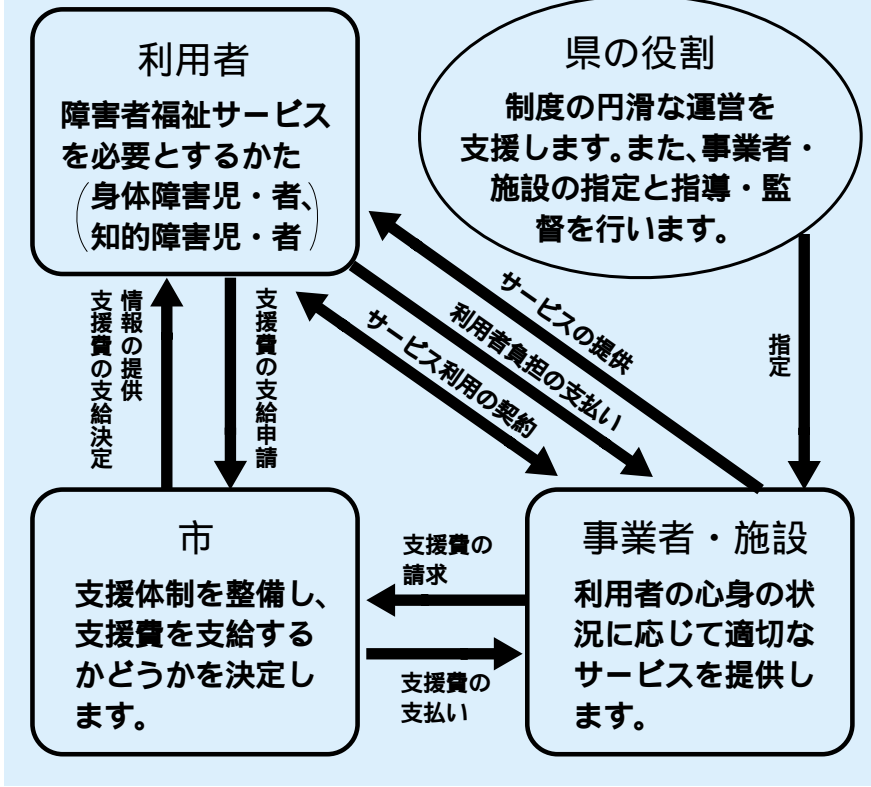 利用者
障害者福祉サービス
を必要とするかた
(身体障害児・者、
知的障害児・者)
県の役割
制度の円滑な運営を
支援します。また、事業者・
施設の指定と指導・監
督を行います。
情報の提供
支援費の支給決定
支援費の支給申請
サービスの提供
利用者負担の支払い
サービス利用の契約
指定
市
支援体制を整備し、
支援費を支給する
かどうかを決定し
ます。
支援費の
請求
支援費の
支払い
事業者・施設
利用者の心身の状
況に応じて適切な
サービスを提供し
ます。